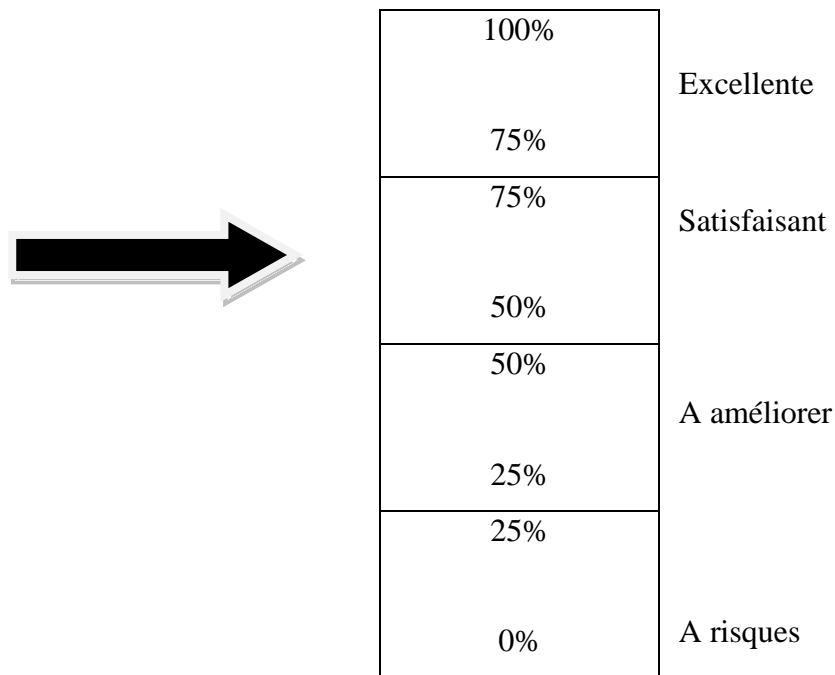 100%
Excellente
75%
75%
Satisfaisant
50%
50%
A améliorer
25%
25%
0%
A risques